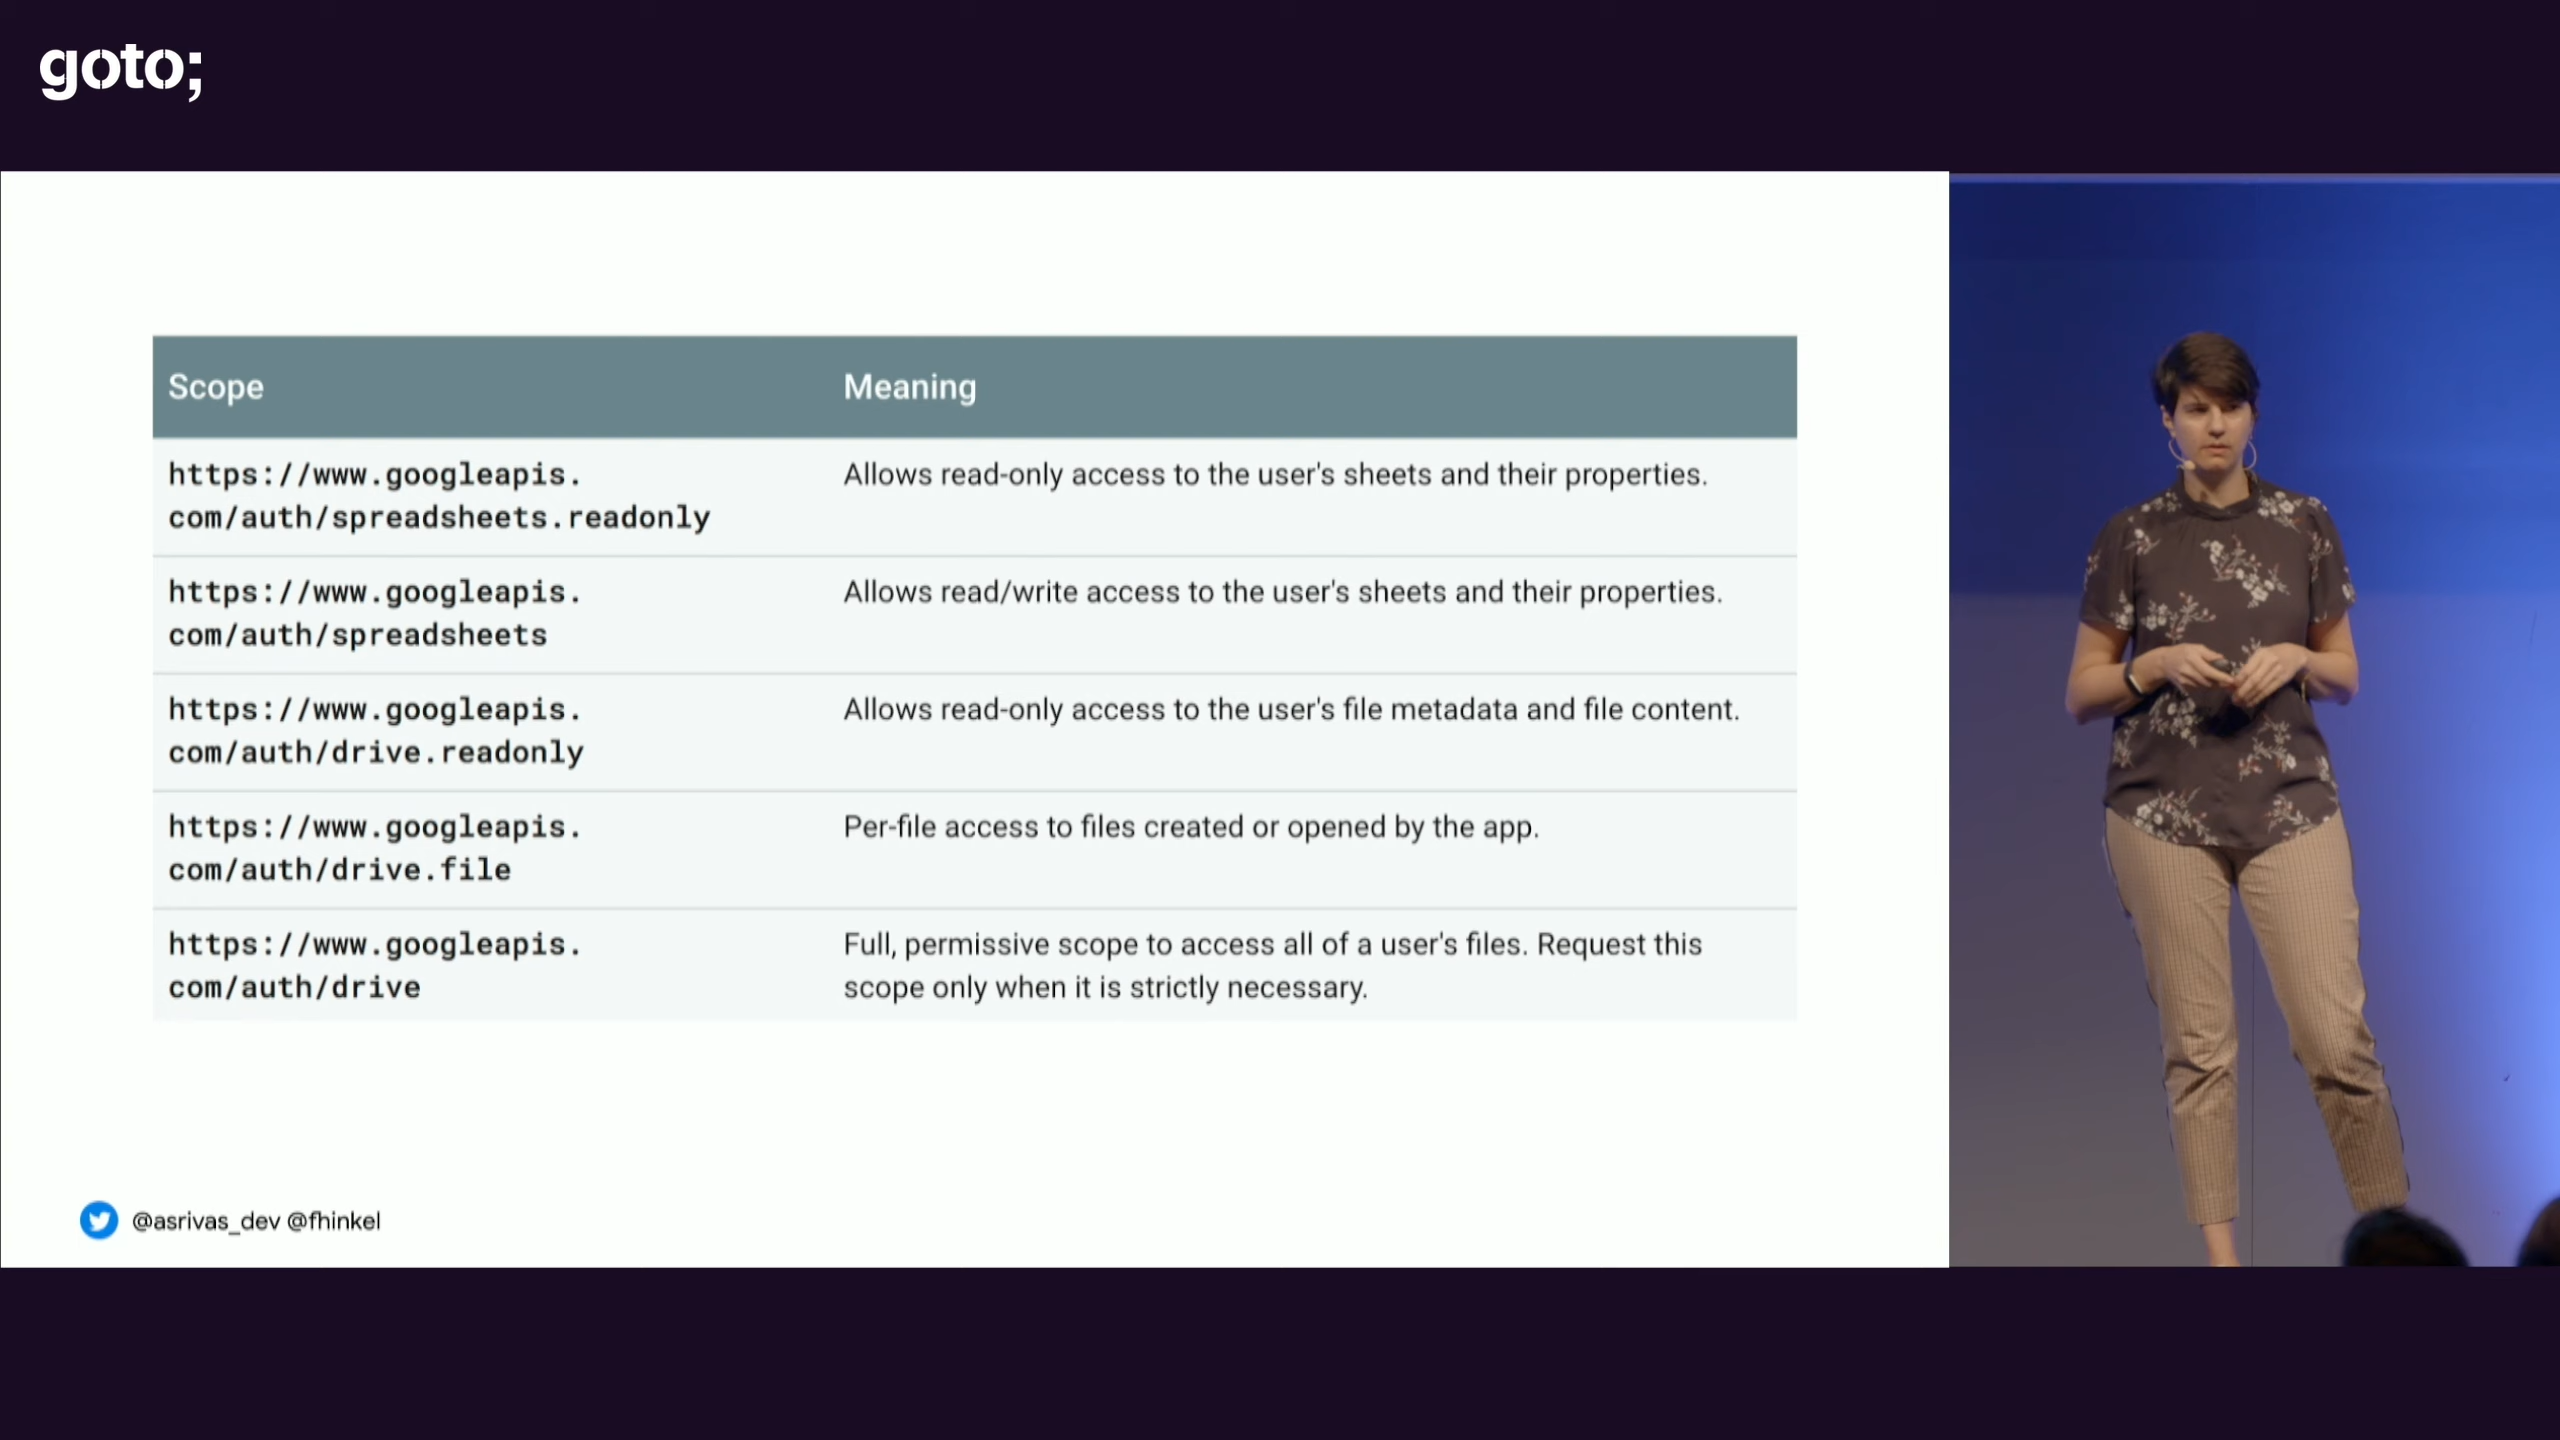 goto;
Scope Meaning
https://www.googleapis. Allows read-only access to the user's sheets and their properties.
com/auth/spreadsheets.readonly
https://www.googleapis. Allows read/write access to the user's sheets and their properties.
com/auth/spreadsheets
https://www.googleapis. Allows read-only access to the user's file metadata and file content.
com/auth/drive.readonly
https://www.googleapis. Per-file access to files created or opened by the app.
com/auth/drive.file
https://www.googleapis. Full, permissive scope to access all of a user's files. Request this
com/auth/drive scope only when it is strictly necessary.
@asrivas_dev @fhinkel